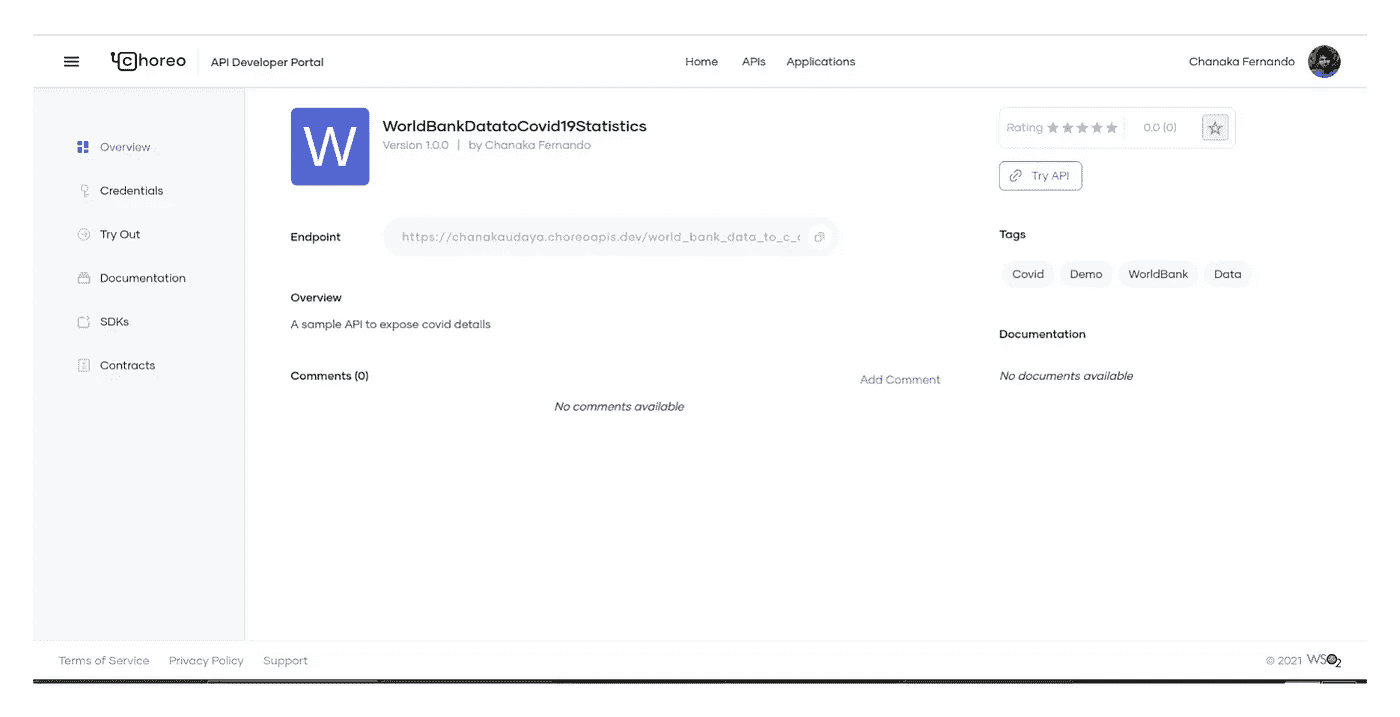 Choreo
API Developer Portal
Home
APIs
Applications
Chanaka Fernando
Overview
Credentials
Try Out
Documentation
SDKs
Contracts
W
WorldBankDatatoCovid19Statistics
Version 1.0.0 | by Chanaka Fernando
Endpoint
https://chanakaudaya.choreoapis.dev/world_bank_data_to_c_
Overview
A sample API to expose covid details
Comments (0)
Add Comment
No comments available
Rating
0.0 (0)
Try API
Tags
Covid
Demo
WorldBank
Data
Documentation
No documents available
Terms of Service
Privacy Policy
Support
© 2021 WSO2